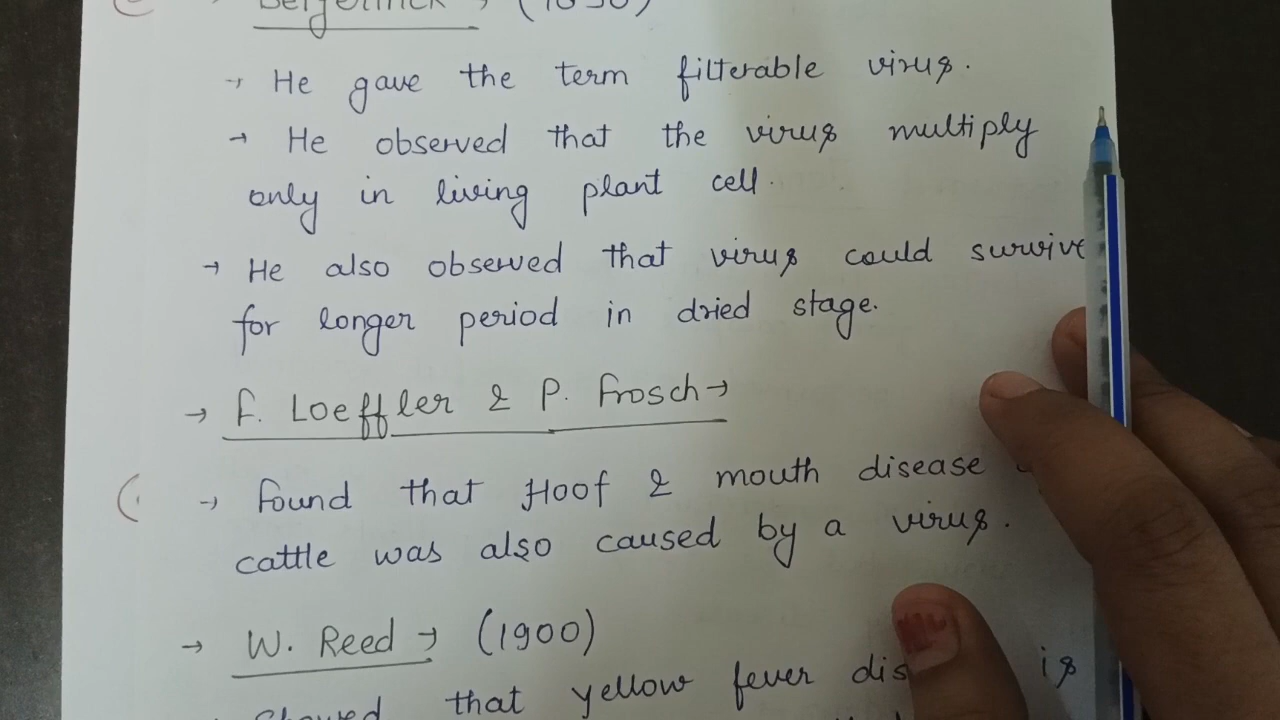 → He gave the term filterable virus.
→ He observed that the virus multiply
only in living plant cell.
→ He also observed that virus could survive
for longer period in dried stage.
→ F. Loeffler & P. Frosch →
→ Found that Hoof & mouth disease
cattle was also caused by a virus.
→ W. Reed → (1900)
Showed that yellow fever is